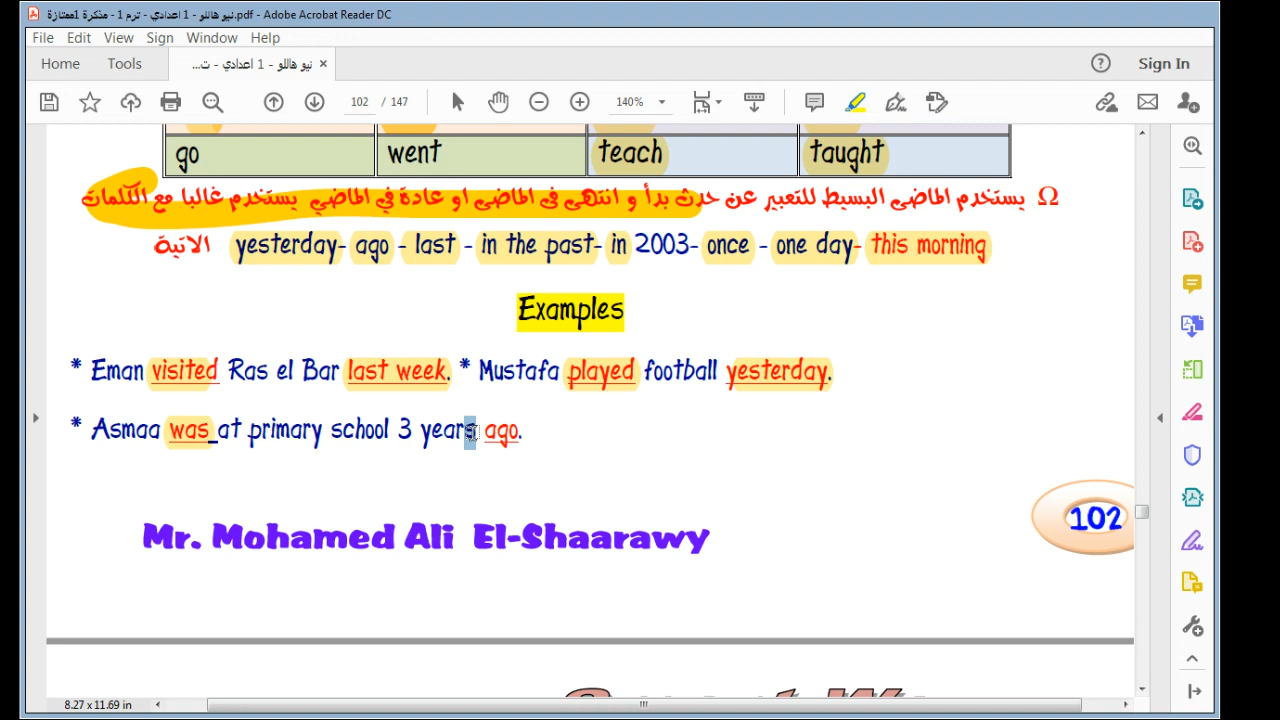 نيو هاللو - 1 اعدادي - ترم 1 - مذكرة 1ممتازة.pdf - Adobe Acrobat Reader DC
File Edit View Sign Window Help
Home Tools نيو هاللو - 1 اعدادي - ت... × Sign In
102 / 147 140%
go went teach taught
Ω يستخدم الماضى البسيط للتعبير عن حدث بدأ و انتهى فى الماضى او عادة في الماضي يستخدم غالبا مع الكلمات
الاتية yesterday- ago - last - in the past- in 2003- once - one day- this morning
Examples
* Eman visited Ras el Bar last week. * Mustafa played football yesterday.
* Asmaa was at primary school 3 years ago.
Mr. Mohamed Ali El-Shaarawy
102
8.27 x 11.69 in